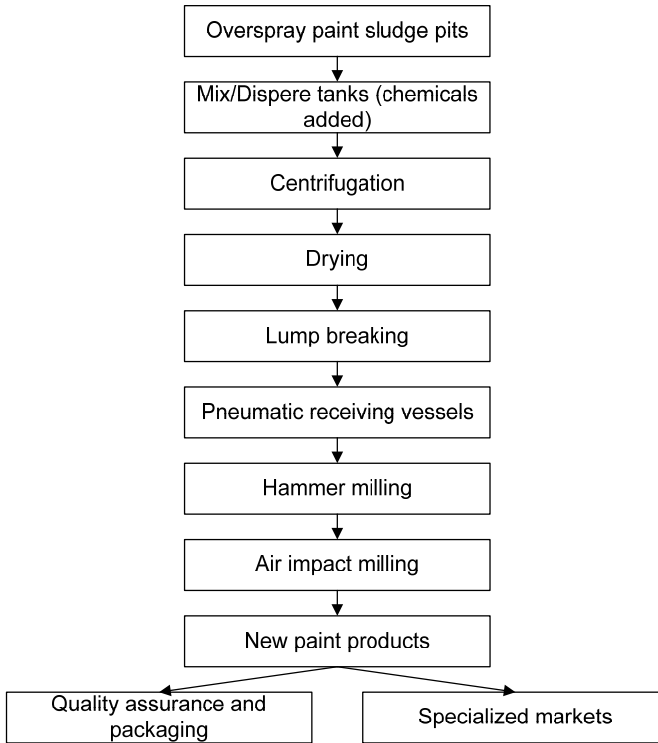 Overspray paint sludge pits
Mix/Dispere tanks (chemicals
added)
Centrifugation
Drying
Lump breaking
Pneumatic receiving vessels
Hammer milling
Air impact milling
New paint products
Quality assurance and
packaging
Specialized markets